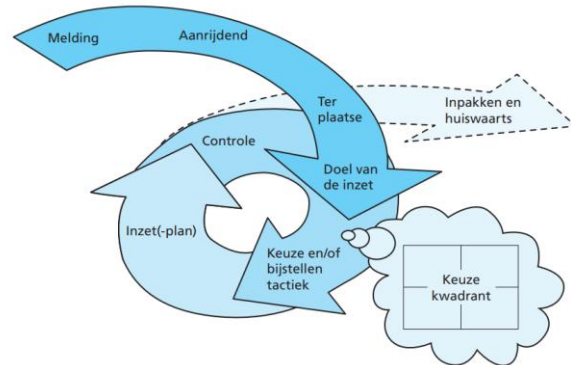 Melding
Aanrijdend
Ter
plaatse
Inpakken en
huiswaarts
Controle
Doel van
de inzet
Inzet(-plan)
Keuze en/of
bijstellen
tactiek
Keuze
kwadrant